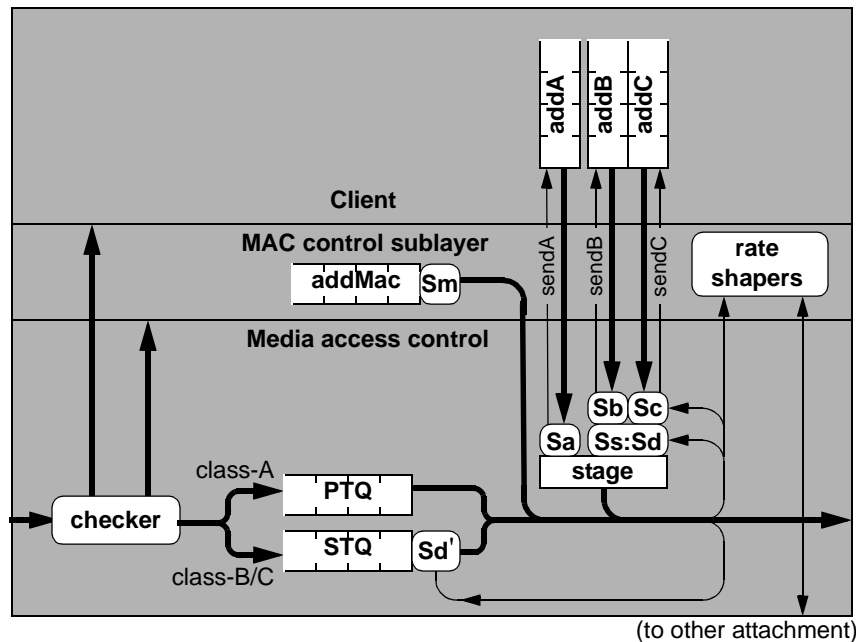 addA
addB
addC
Client
sendA
sendB
sendC
MAC control sublayer
addMac
Sm
rate
shapers
Media access control
Sb
Sc
Sa
Ss:Sd
stage
class-A
PTQ
checker
STQ
Sd'
class-B/C
(to other attachment)